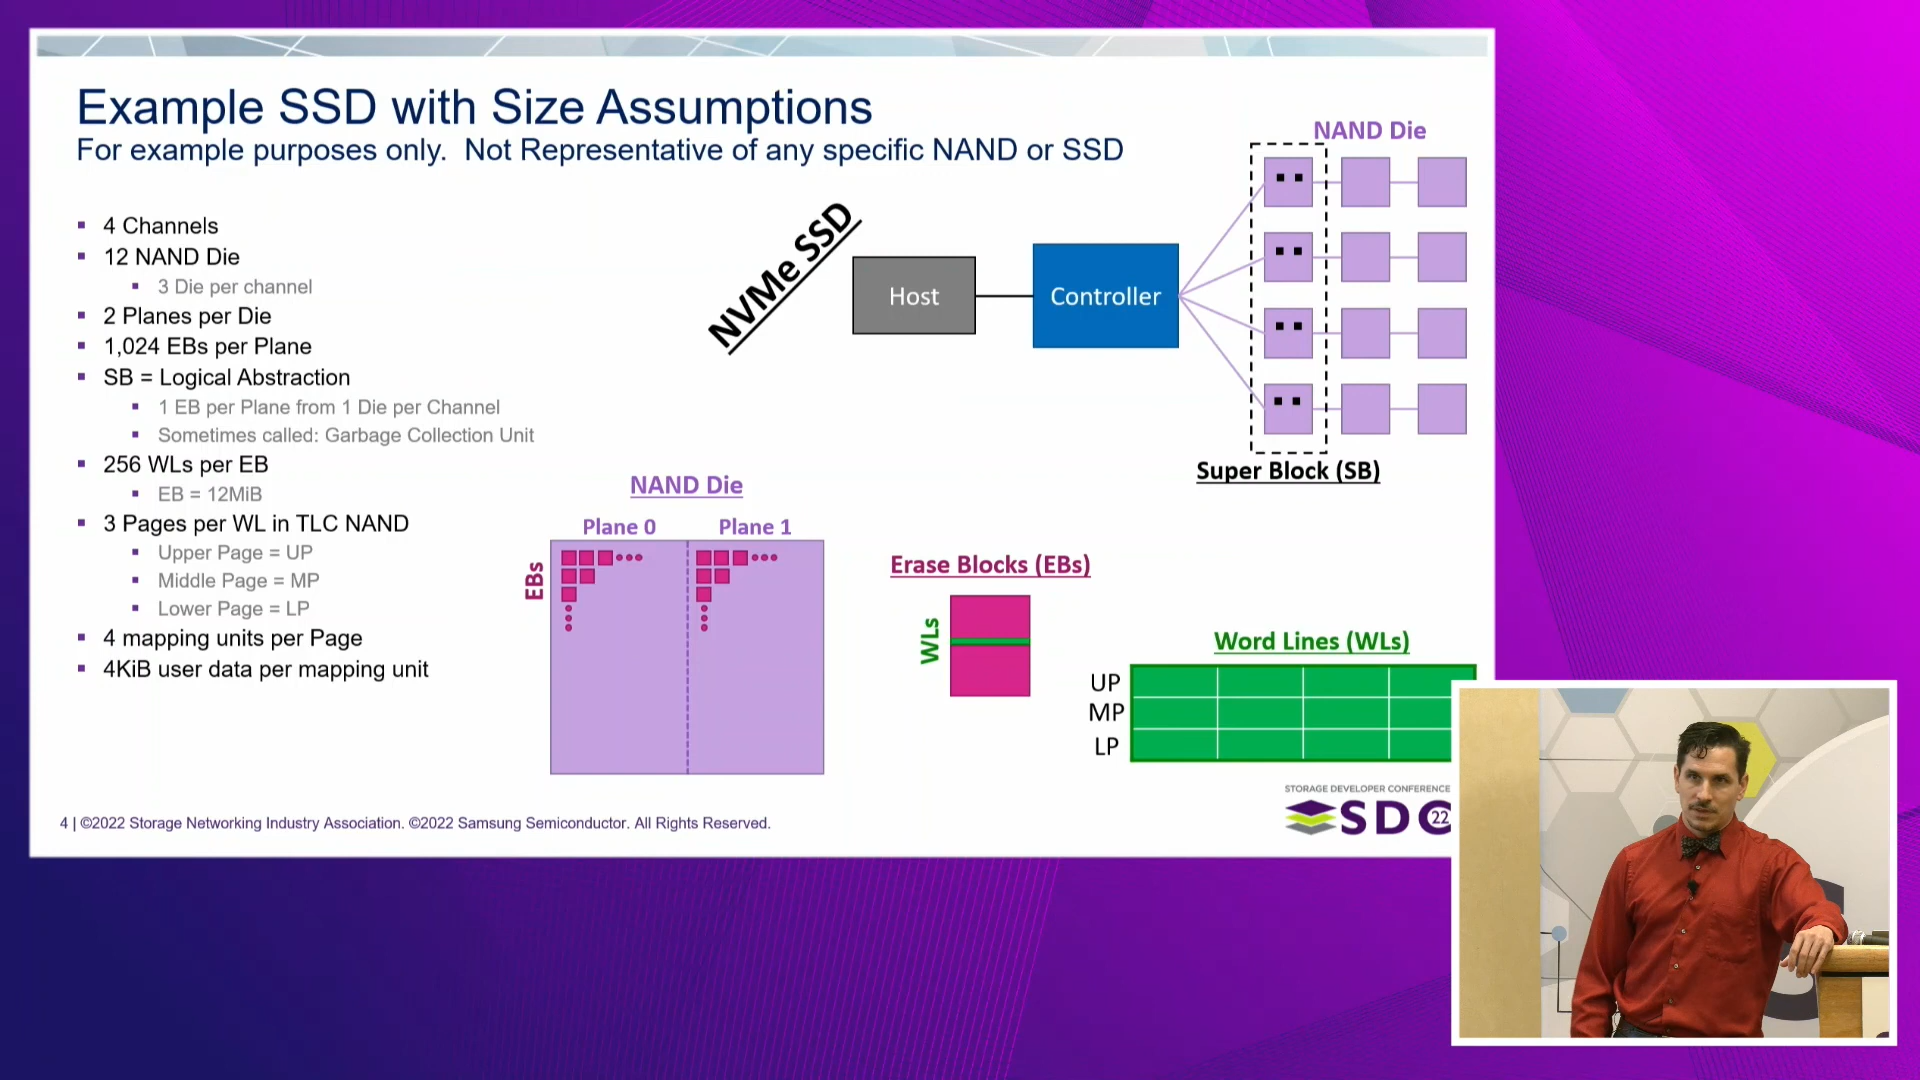 Example SSD with Size Assumptions
For example purposes only. Not Representative of any specific NAND or SSD
4 Channels
12 NAND Die
3 Die per channel
2 Planes per Die
1,024 EBs per Plane
SB = Logical Abstraction
1 EB per Plane from 1 Die per Channel
Sometimes called: Garbage Collection Unit
256 WLs per EB
EB = 12MiB
3 Pages per WL in TLC NAND
Upper Page = UP
Middle Page = MP
Lower Page = LP
4 mapping units per Page
4KiB user data per mapping unit
NVMe SSD
Host
Controller
NAND Die
Super Block (SB)
NAND Die
Plane 0
Plane 1
EBs
Erase Blocks (EBs)
WLs
Word Lines (WLs)
UP
MP
LP
4 | ©2022 Storage Networking Industry Association. ©2022 Samsung Semiconductor. All Rights Reserved.
STORAGE DEVELOPER CONFERENCE
SDC 22